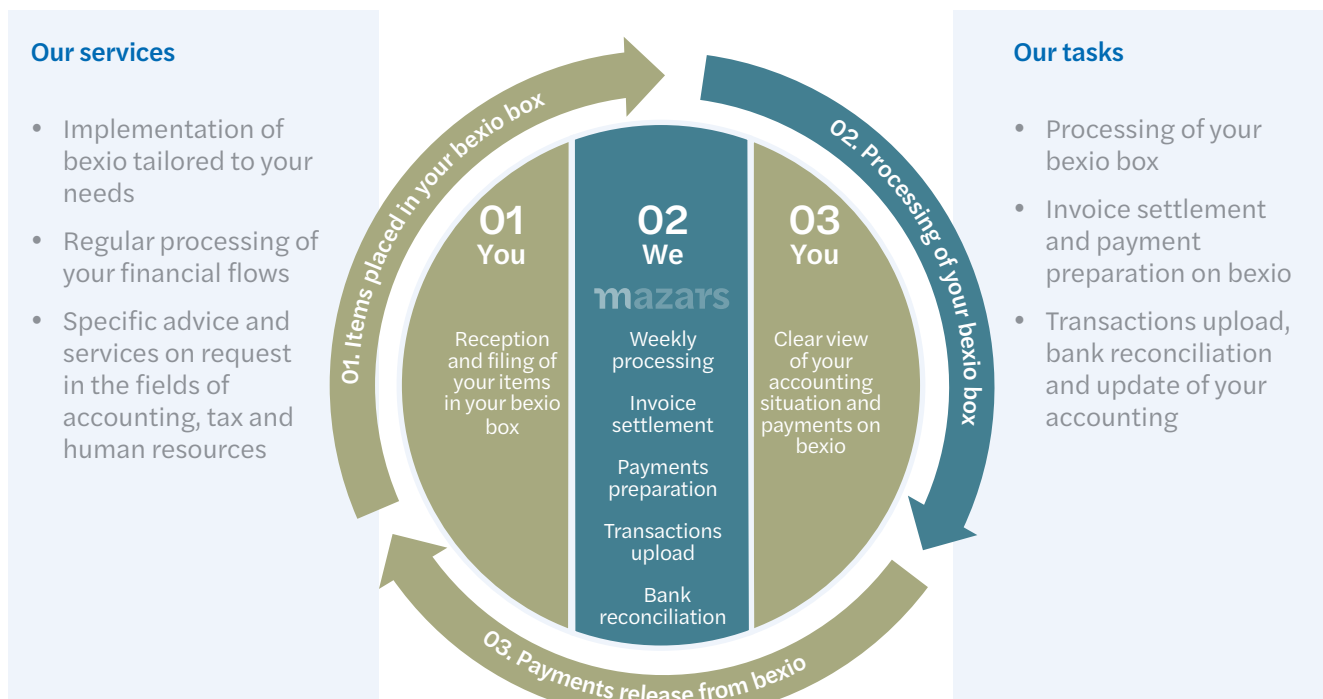 Our services
• Implementation of
bexio tailored to your
needs
• Regular processing of
your financial flows
• Specific advice and
services on request
in the fields of
accounting, tax and
human resources
01. Items placed in your bexio box
02. Processing of your bexio box
03. Payments release from bexio
01
You
Reception
and filing of
your items
in your bexio
box
02
We
mazars
Weekly
processing
Invoice
settlement
Payments
preparation
Transactions
upload
Bank
reconciliation
03
You
Clear view
of your
accounting
situation and
payments on
bexio
Our tasks
• Processing of your
bexio box
• Invoice settlement
and payment
preparation on bexio
• Transactions upload,
bank reconciliation
and update of your
accounting